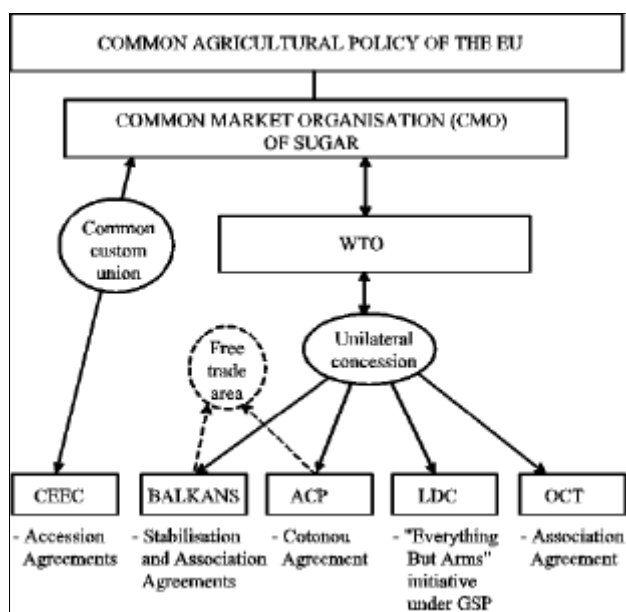 COMMON AGRICULTURAL POLICY OF THE EU
COMMON MARKET ORGANISATION (CMO)
OF SUGAR
Common
custom
union
WTO
Free
trade
area
Unilateral
concession
CEEC
BALKANS
ACP
LDC
OCT
- Accession
Agreements
- Stabilisation
and Association
Agreements
- Cotonou
Agreement
- "Everything
But Arms"
initiative
under GSP
- Association
Agreement